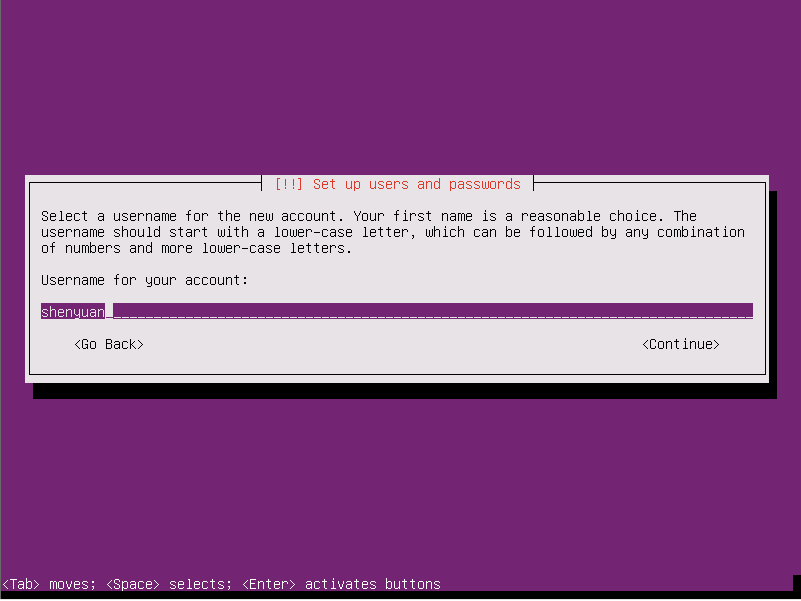 [!!] Set up users and passwords
Select a username for the new account. Your first name is a reasonable choice. The
username should start with a lower-case letter, which can be followed by any combination
of numbers and more lower-case letters.
Username for your account:
shenyuan
<Go Back> <Continue>
<Tab> moves; <Space> selects; <Enter> activates buttons